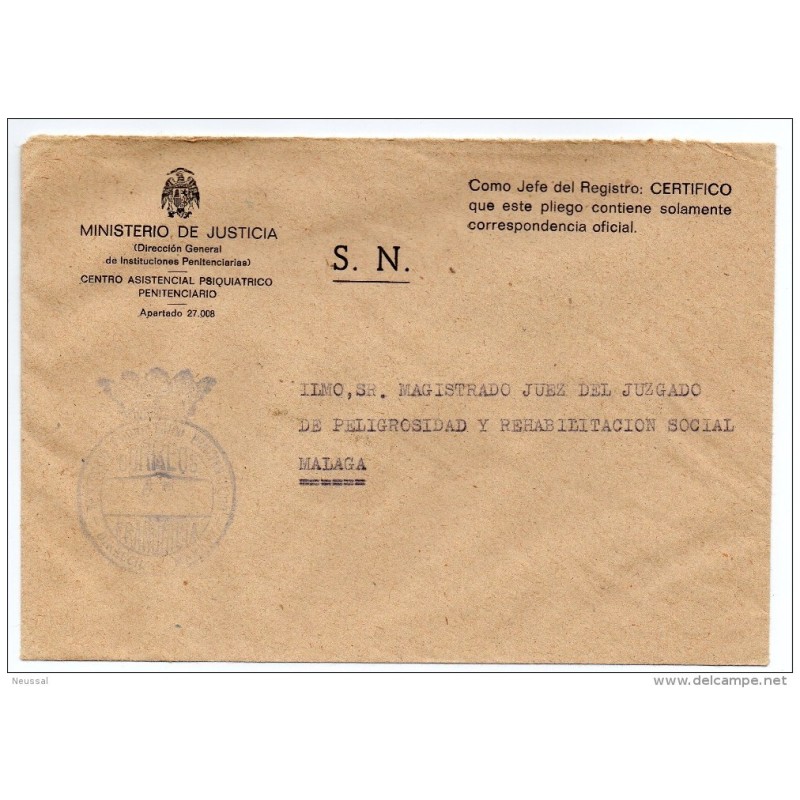 MINISTERIO DE JUSTICIA
(Dirección General
de Instituciones Penitenciarias)
CENTRO ASISTENCIAL PSIQUIATRICO
PENITENCIARIO
Apartado 27.008
S. N.
Como Jefe del Registro: CERTIFICO
que este pliego contiene solamente
correspondencia oficial.
ILMO,SR. MAGISTRADO JUEZ DEL JUZGADO
DE PELIGROSIDAD Y REHABILITACION SOCIAL
MALAGA
FRANQUICIA
Neussal
www.delcampe.net